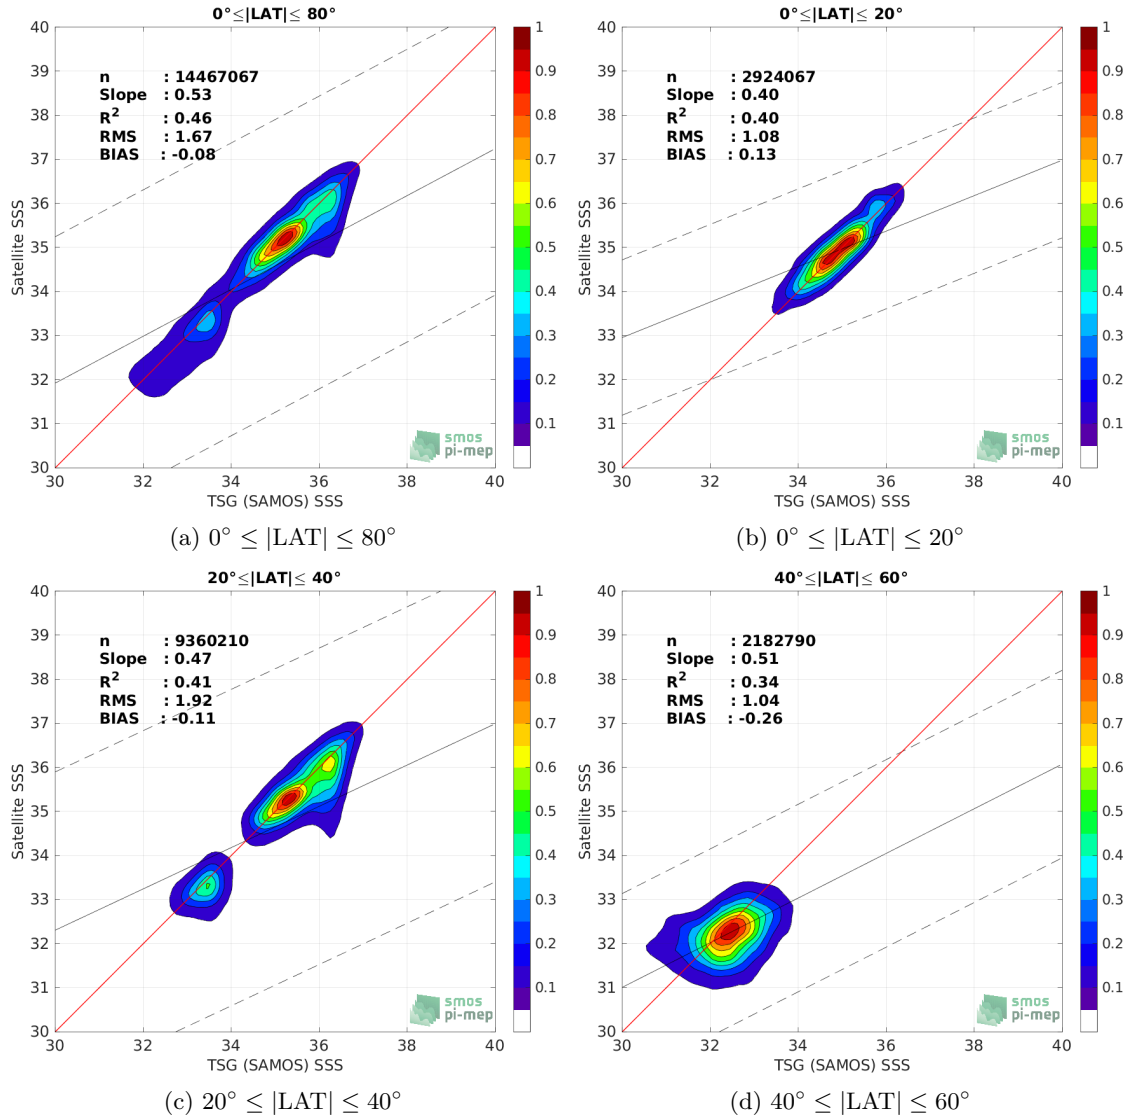 0°≤|LAT|≤ 80°
40
39
38
37
36
35
34
33
32
31
30
Satellite SSS
n : 14467067
Slope : 0.53
R² : 0.46
RMS : 1.67
BIAS : -0.08
smos
pi-mep
30 32 34 36 38 40
TSG (SAMOS) SSS
1
0.9
0.8
0.7
0.6
0.5
0.4
0.3
0.2
0.1
(a) 0° ≤ |LAT| ≤ 80°
0°≤|LAT|≤ 20°
40
39
38
37
36
35
34
33
32
31
30
Satellite SSS
n : 2924067
Slope : 0.40
R² : 0.40
RMS : 1.08
BIAS : 0.13
smos
pi-mep
30 32 34 36 38 40
TSG (SAMOS) SSS
1
0.9
0.8
0.7
0.6
0.5
0.4
0.3
0.2
0.1
(b) 0° ≤ |LAT| ≤ 20°
20°≤|LAT|≤ 40°
40
39
38
37
36
35
34
33
32
31
30
Satellite SSS
n : 9360210
Slope : 0.47
R² : 0.41
RMS : 1.92
BIAS : -0.11
smos
pi-mep
30 32 34 36 38 40
TSG (SAMOS) SSS
1
0.9
0.8
0.7
0.6
0.5
0.4
0.3
0.2
0.1
(c) 20° ≤ |LAT| ≤ 40°
40°≤|LAT|≤ 60°
40
39
38
37
36
35
34
33
32
31
30
Satellite SSS
n : 2182790
Slope : 0.51
R² : 0.34
RMS : 1.04
BIAS : -0.26
smos
pi-mep
30 32 34 36 38 40
TSG (SAMOS) SSS
1
0.9
0.8
0.7
0.6
0.5
0.4
0.3
0.2
0.1
(d) 40° ≤ |LAT| ≤ 60°